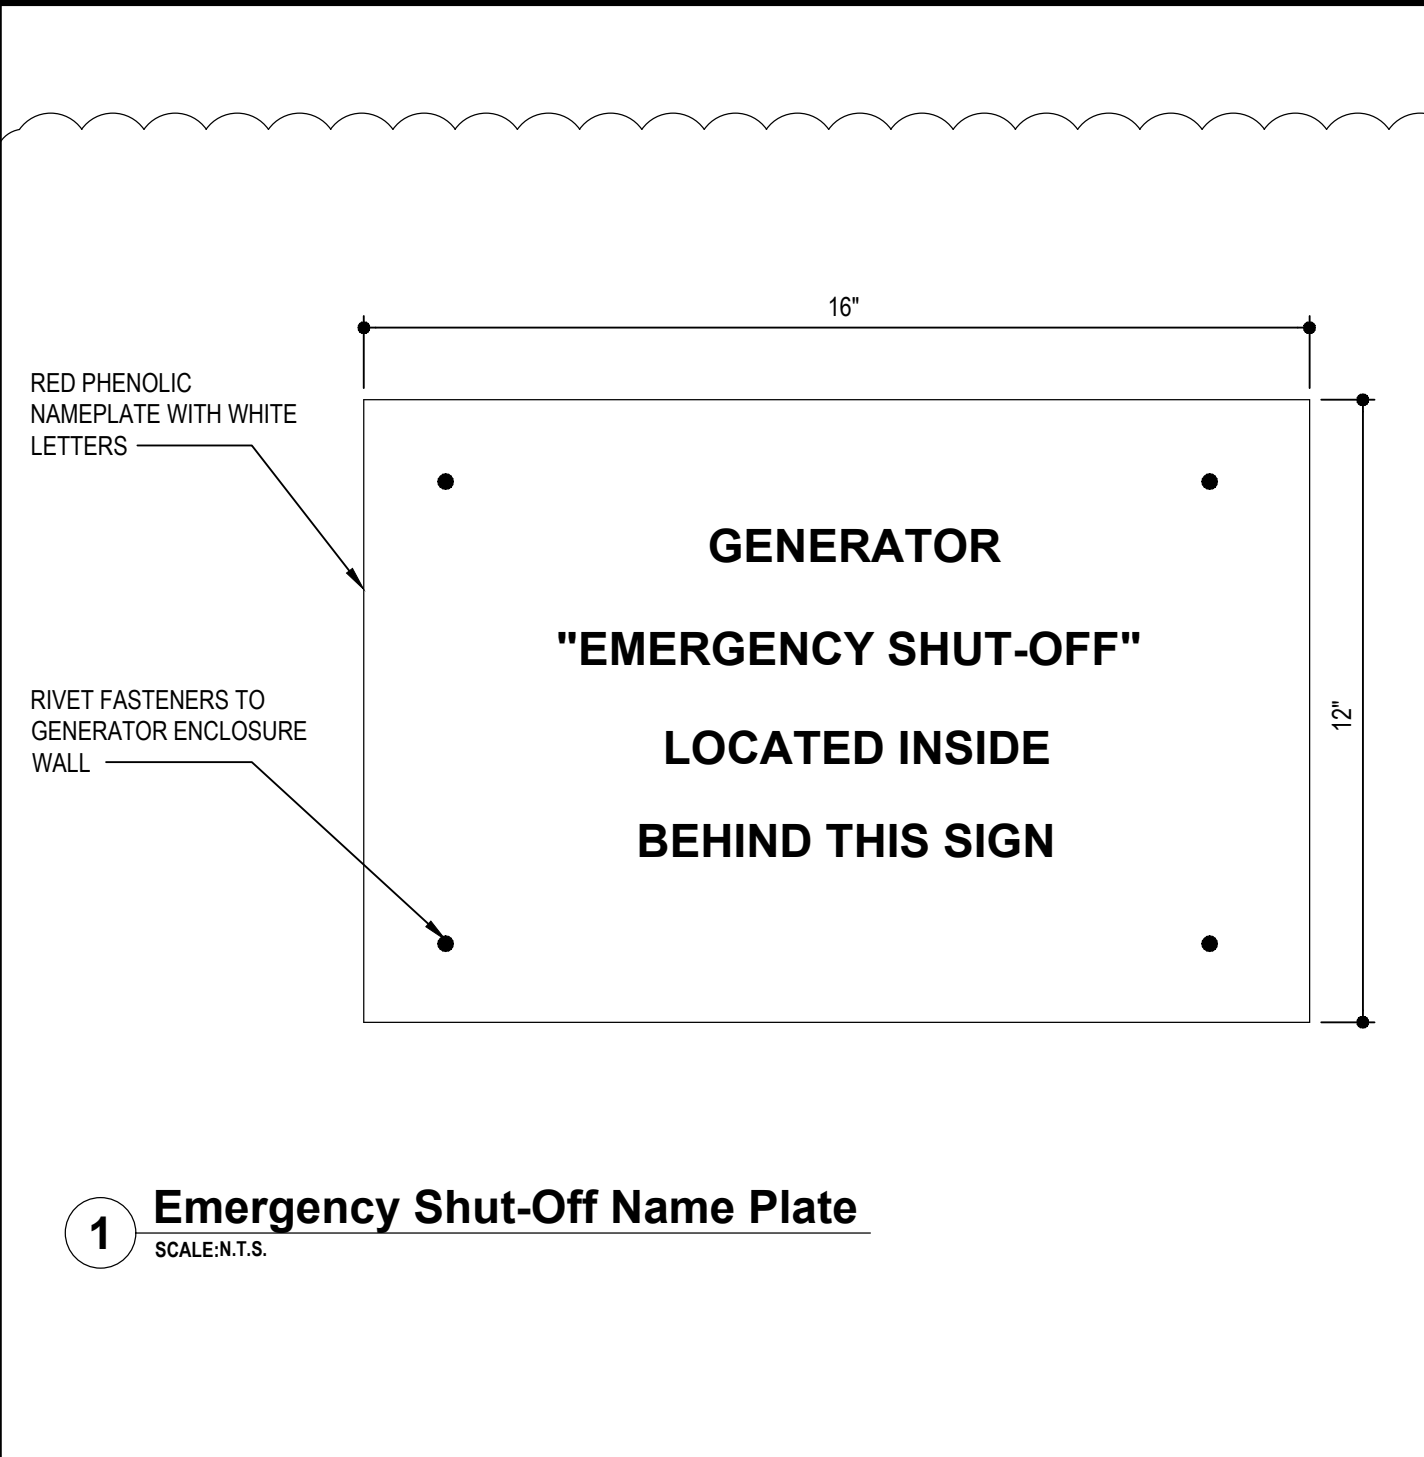 16"
RED PHENOLIC
NAMEPLATE WITH WHITE
LETTERS
GENERATOR
"EMERGENCY SHUT-OFF"
LOCATED INSIDE
BEHIND THIS SIGN
RIVET FASTENERS TO
GENERATOR ENCLOSURE
WALL
12"
1
Emergency Shut-Off Name Plate
SCALE:N.T.S.